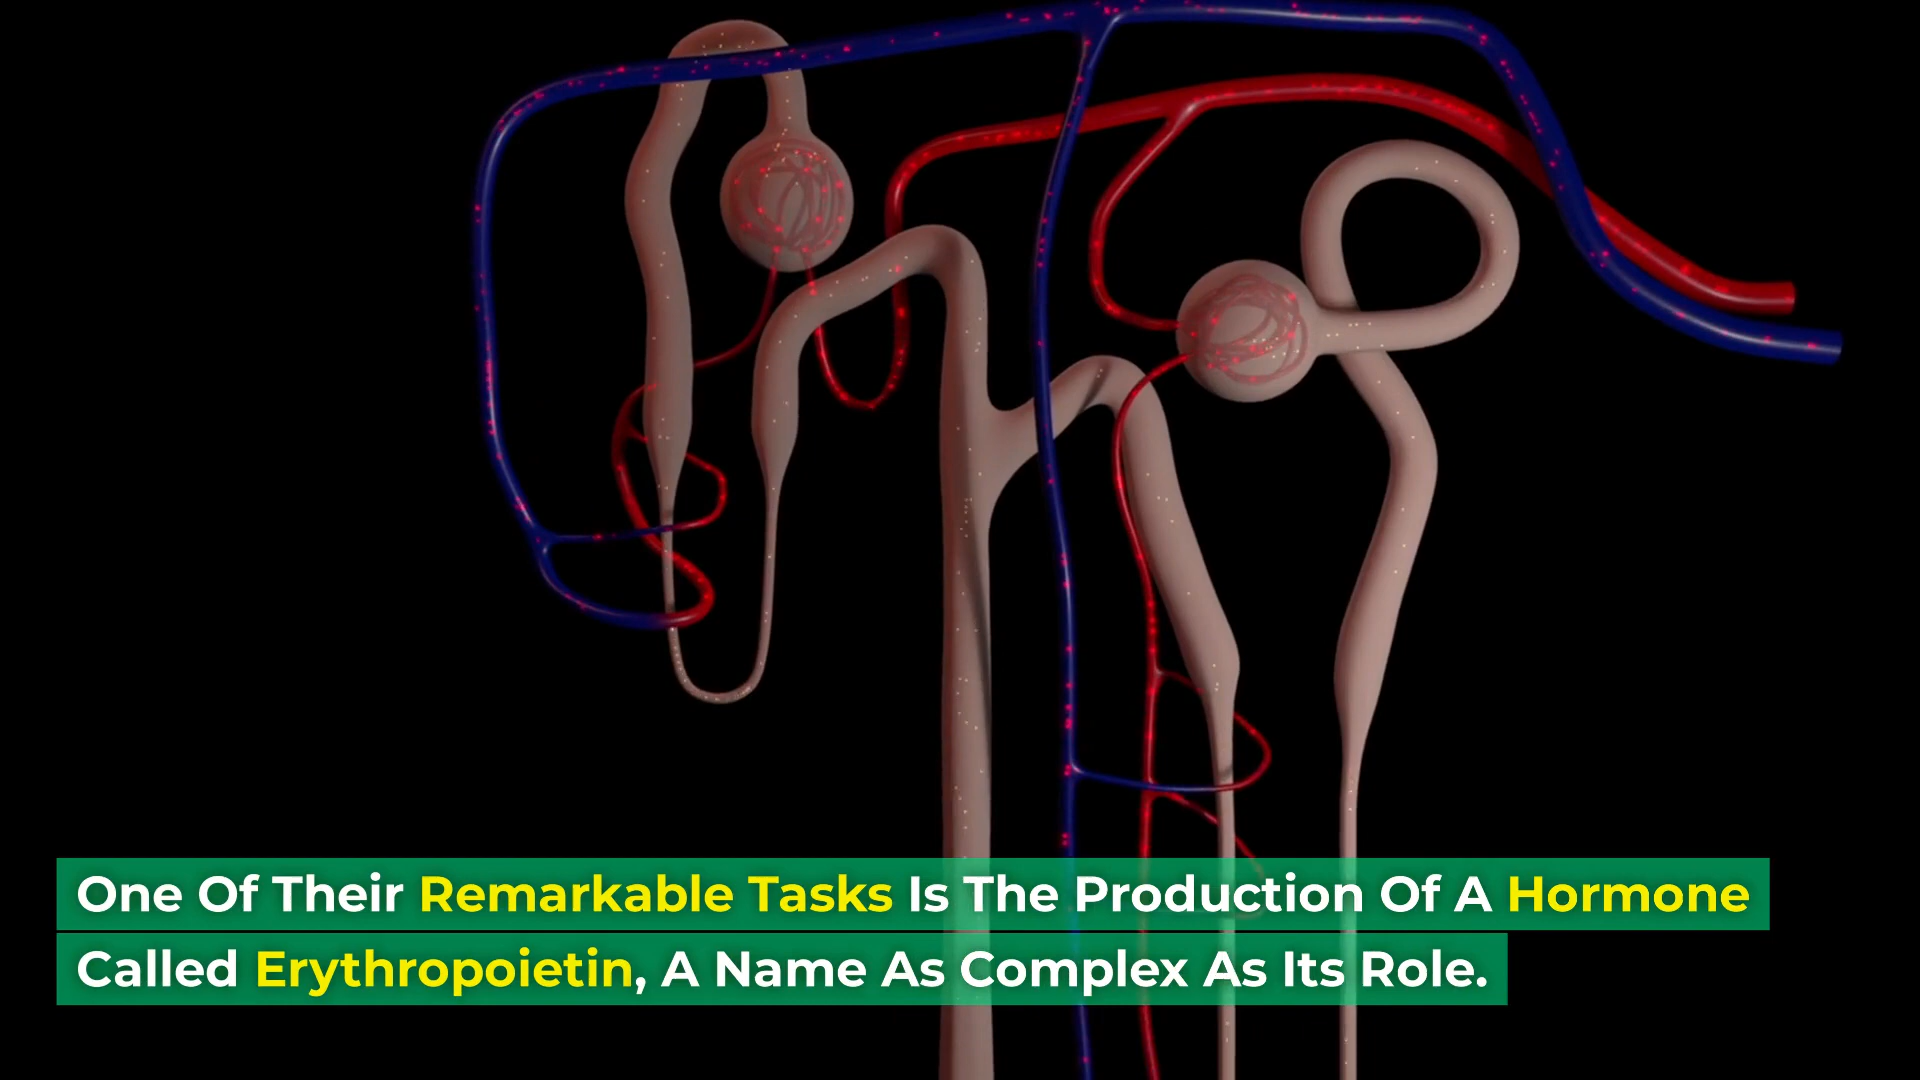 One Of Their Remarkable Tasks Is The Production Of A Hormone
Called Erythropoietin, A Name As Complex As Its Role.